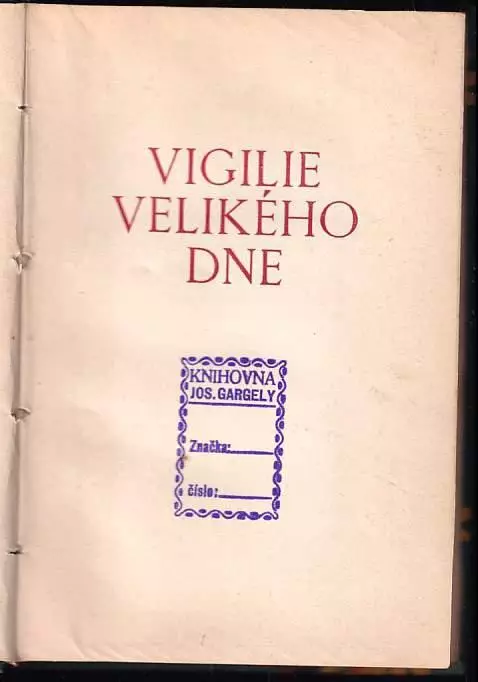 VIGILIE
VELIKÉHO
DNE
KNIHOVNA
JOS. GARGELY
Značka:
číslo: